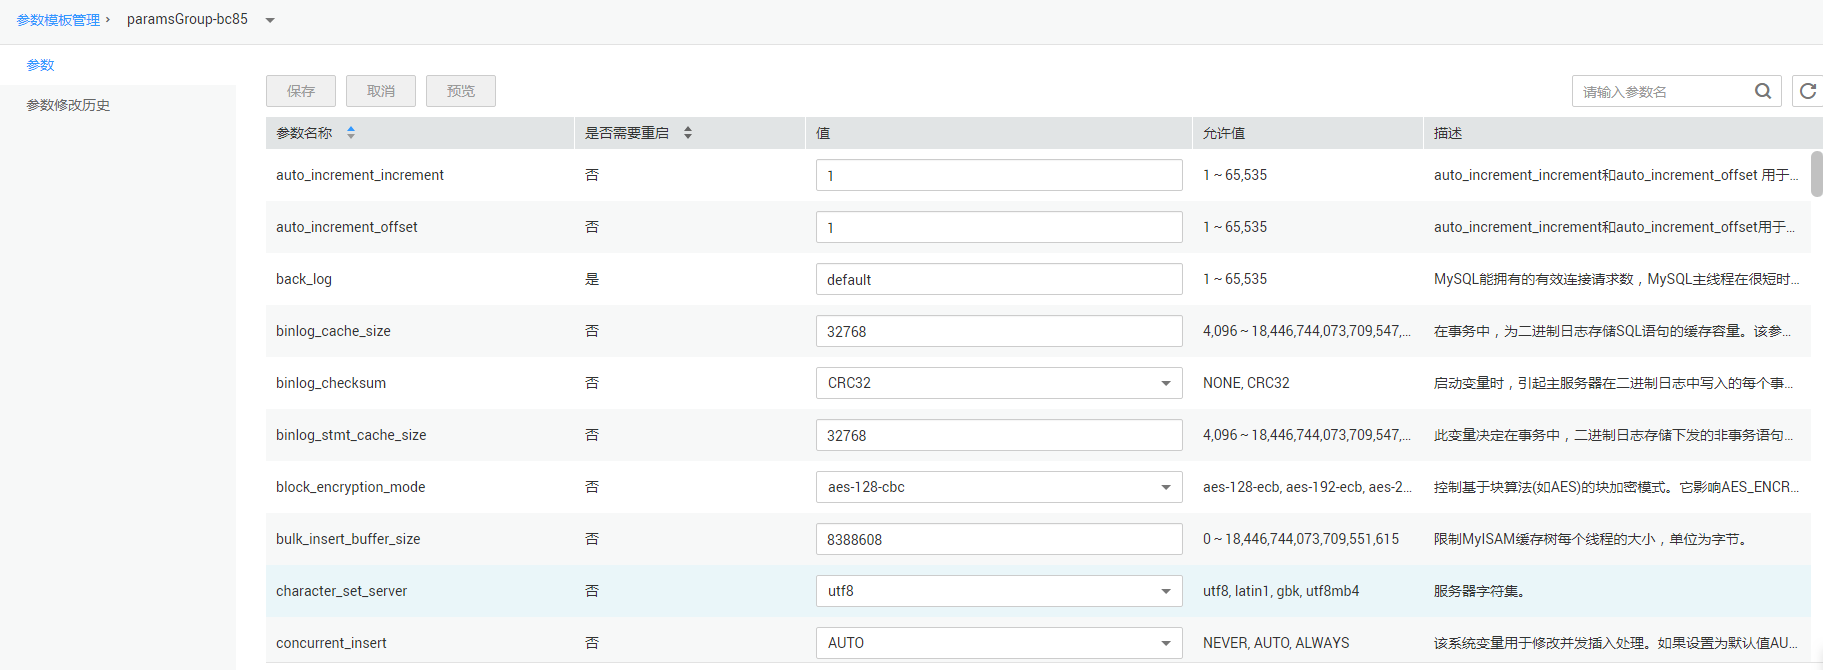 参数模板管理 › paramsGroup-bc85
参数
参数修改历史
保存 取消 预览 请输入参数名
参数名称 是否需要重启 值 允许值 描述
auto_increment_increment 否 1 1 ~ 65,535 auto_increment_increment和auto_increment_offset 用于...
auto_increment_offset 否 1 1 ~ 65,535 auto_increment_increment和auto_increment_offset用于...
back_log 是 default 1 ~ 65,535 MySQL能拥有的有效连接请求数，MySQL主线程在很短时...
binlog_cache_size 否 32768 4,096 ~ 18,446,744,073,709,547,... 在事务中，为二进制日志存储SQL语句的缓存容量。该参...
binlog_checksum 否 CRC32 NONE, CRC32 启动变量时，引起主服务器在二进制日志中写入的每个事...
binlog_stmt_cache_size 否 32768 4,096 ~ 18,446,744,073,709,547,... 此变量决定在事务中，二进制日志存储下发的非事务语句...
block_encryption_mode 否 aes-128-cbc aes-128-ecb, aes-192-ecb, aes-2... 控制基于块算法(如AES)的块加密模式。它影响AES_ENCR...
bulk_insert_buffer_size 否 8388608 0 ~ 18,446,744,073,709,551,615 限制MyISAM缓存树每个线程的大小，单位为字节。
character_set_server 否 utf8 utf8, latin1, gbk, utf8mb4 服务器字符集。
concurrent_insert 否 AUTO NEVER, AUTO, ALWAYS 该系统变量用于修改并发插入处理。如果设置为默认值AU...